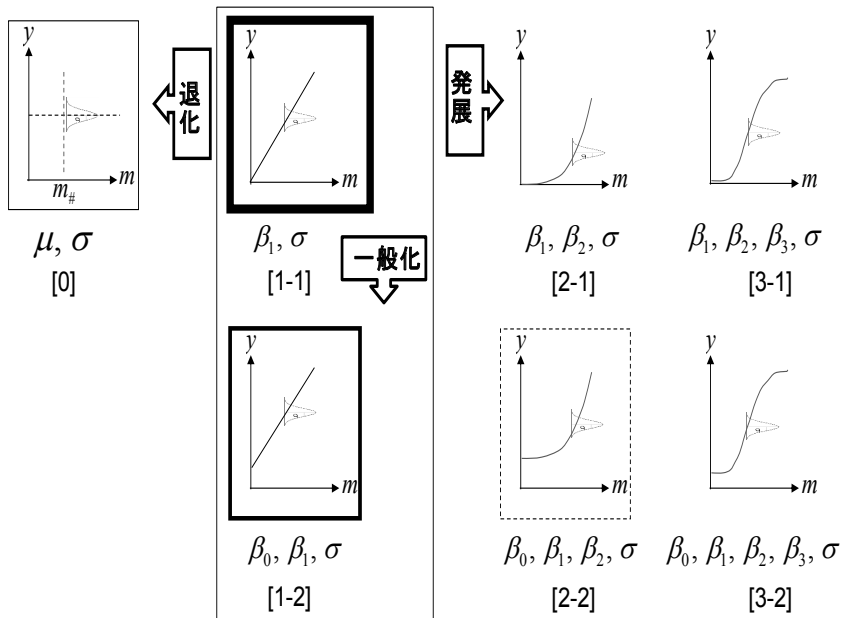 y
m
m#
μ, σ
[0]
退化
y
σ
m
β1, σ
[1-1]
一般化
y
σ
m
β0, β1, σ
[1-2]
発展
y
σ
m
β1, β2, σ
[2-1]
y
σ
m
β1, β2, β3, σ
[3-1]
y
σ
m
β0, β1, β2, σ
[2-2]
y
σ
m
β0, β1, β2, β3, σ
[3-2]